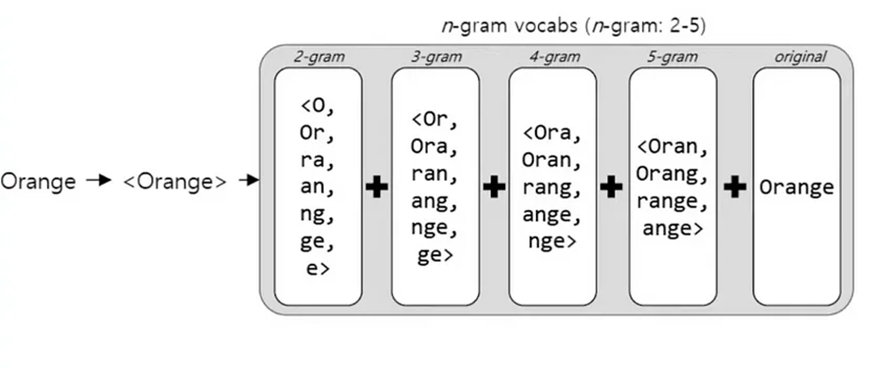 n-gram vocabs (n-gram: 2-5)
2-gram
<O,
Or,
ra,
an,
ng,
ge,
e>
3-gram
<Or,
Ora,
ran,
ang,
nge,
ge>
4-gram
<Ora,
Oran,
rang,
ange,
nge>
5-gram
<Oran,
Orang,
range,
ange>
original
Orange
Orange → <Orange> →
+ + + +